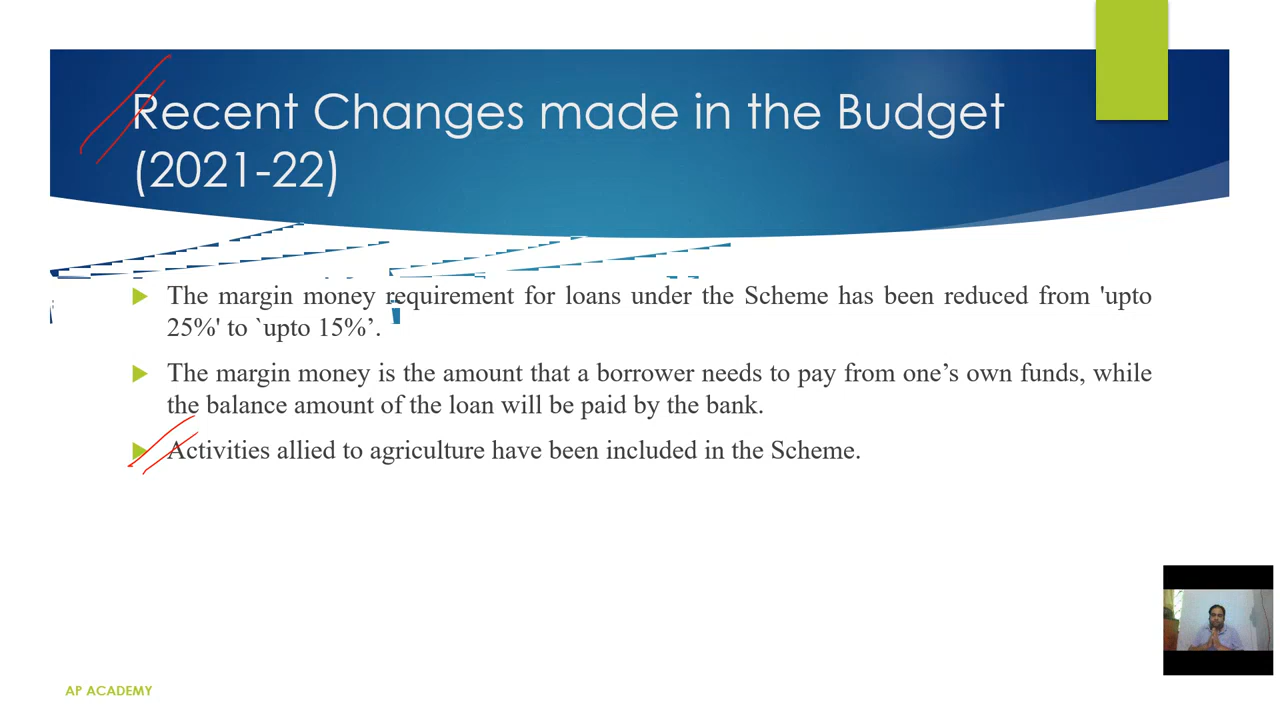 Recent Changes made in the Budget
(2021-22)
The margin money requirement for loans under the Scheme has been reduced from 'upto
25%' to `upto 15%’.
The margin money is the amount that a borrower needs to pay from one’s own funds, while
the balance amount of the loan will be paid by the bank.
Activities allied to agriculture have been included in the Scheme.
AP ACADEMY